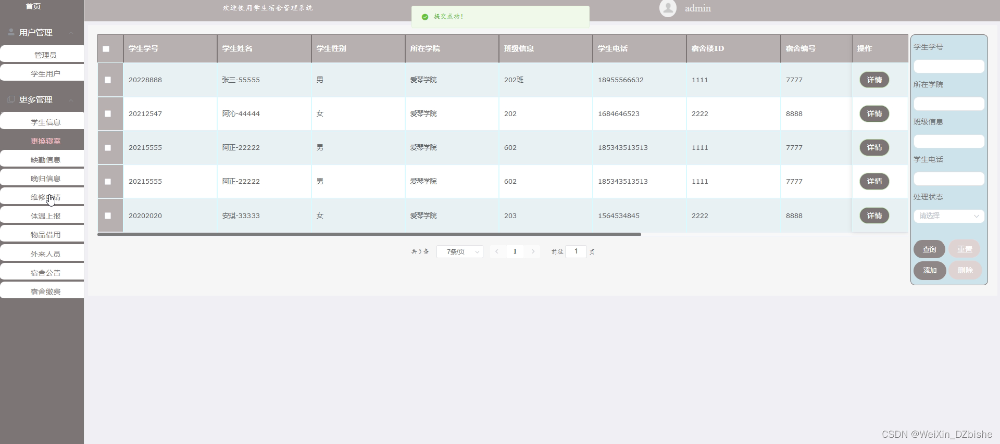 首页
欢迎使用学生宿舍管理系统
提交成功!
admin
用户管理
管理员
学生用户
更多管理
学生信息
更换寝室
缺勤信息
晚归信息
维修申请
体温上报
物品借用
外来人员
宿舍公告
宿舍缴费
学生学号 学生姓名 学生性别 所在学院 班级信息 学生电话 宿舍楼ID 宿舍编号 操作
20228888 张三-55555 男 爱琴学院 202班 18955566632 1111 7777 详情
20212547 阿沁-44444 女 爱琴学院 202 1684646523 2222 8888 详情
20215555 阿正-22222 男 爱琴学院 602 185343513513 1111 7777 详情
20215555 阿正-22222 男 爱琴学院 602 185343513513 1111 7777 详情
20202020 安琪-33333 女 爱琴学院 203 1564534845 2222 8888 详情
共 5 条 7条/页 1 前往 1 页
学生学号
所在学院
班级信息
学生电话
处理状态
请选择
查询 重置
添加 删除
CSDN @WeiXin_DZbishe